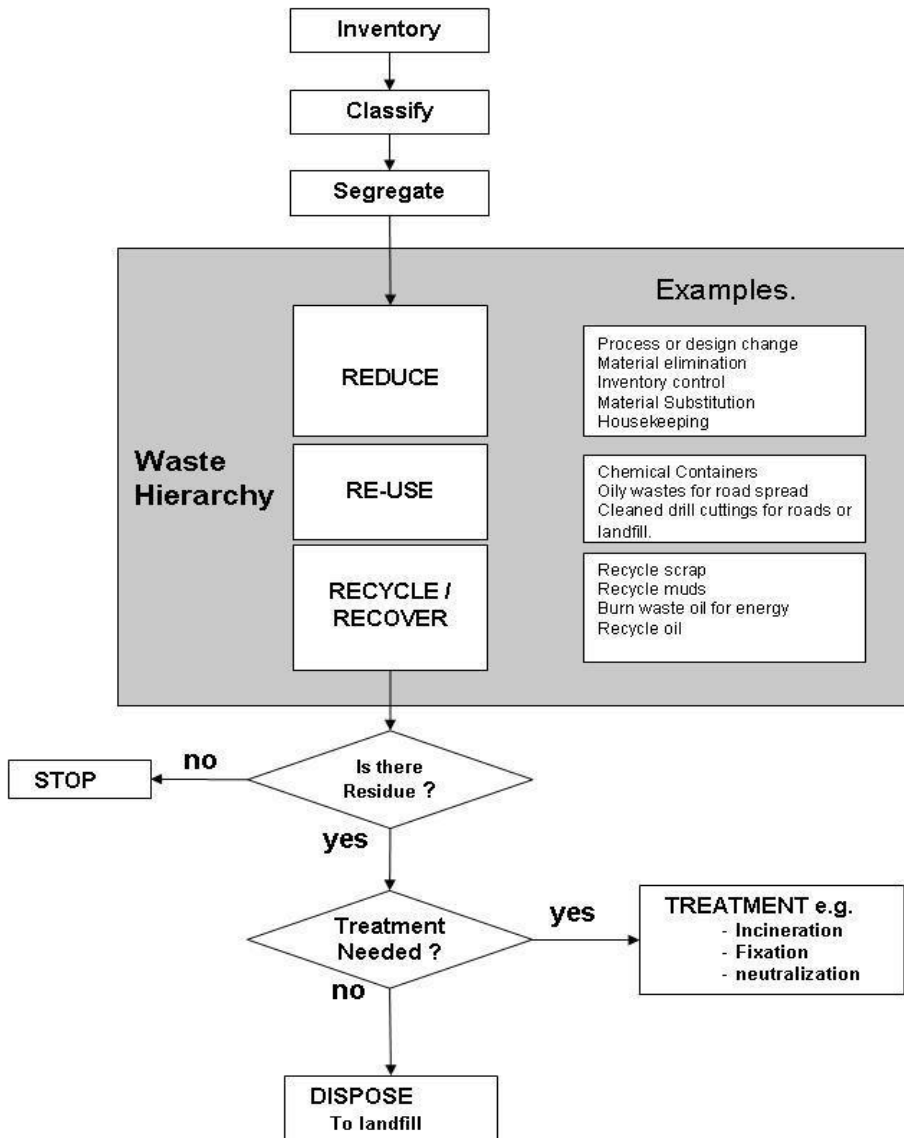 Inventory
Classify
Segregate
Examples.
Waste
Hierarchy
REDUCE
Process or design change
Material elimination
Inventory control
Material Substitution
Housekeeping
RE-USE
Chemical Containers
Oily wastes for road spread
Cleaned drill cuttings for roads or
landfill.
RECYCLE /
RECOVER
Recycle scrap
Recycle muds
Burn waste oil for energy
Recycle oil
Is there
Residue ?
no
STOP
yes
Treatment
Needed ?
yes
TREATMENT e.g.
- Incineration
- Fixation
- neutralization
no
DISPOSE
To landfill